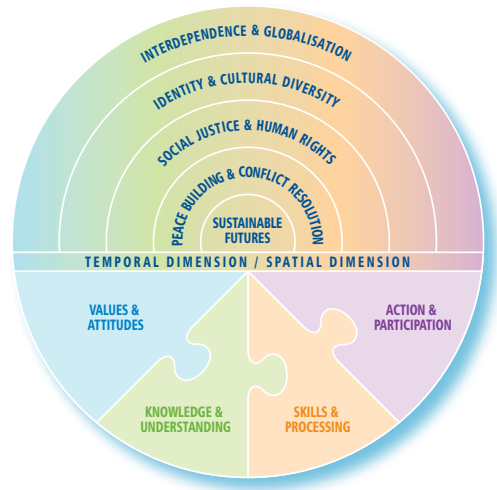 INTERDEPENDENCE & GLOBALISATION
IDENTITY & CULTURAL DIVERSITY
SOCIAL JUSTICE & HUMAN RIGHTS
PEACE BUILDING & CONFLICT RESOLUTION
SUSTAINABLE
FUTURES
TEMPORAL DIMENSION / SPATIAL DIMENSION
VALUES &
ATTITUDES
ACTION &
PARTICIPATION
KNOWLEDGE &
UNDERSTANDING
SKILLS &
PROCESSING